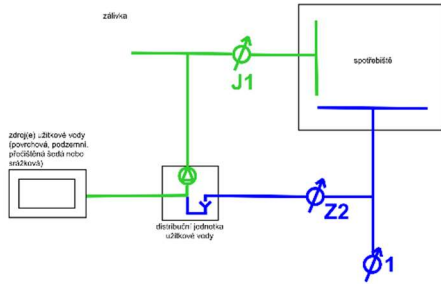 zálivka
J1
spotřebiště
zdroj(e) užitkové vody
(povrchová, podzemní,
přečištěná šedá nebo
srážková)
Z2
distribuční jednotka
užitkové vody
1